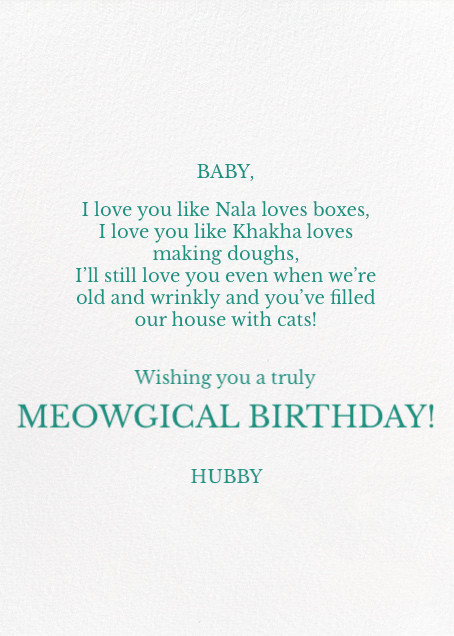 BABY,
I love you like Nala loves boxes,
I love you like Khakha loves
making doughs,
I’ll still love you even when we’re
old and wrinkly and you’ve filled
our house with cats!
Wishing you a truly
MEOWGICAL BIRTHDAY!
HUBBY